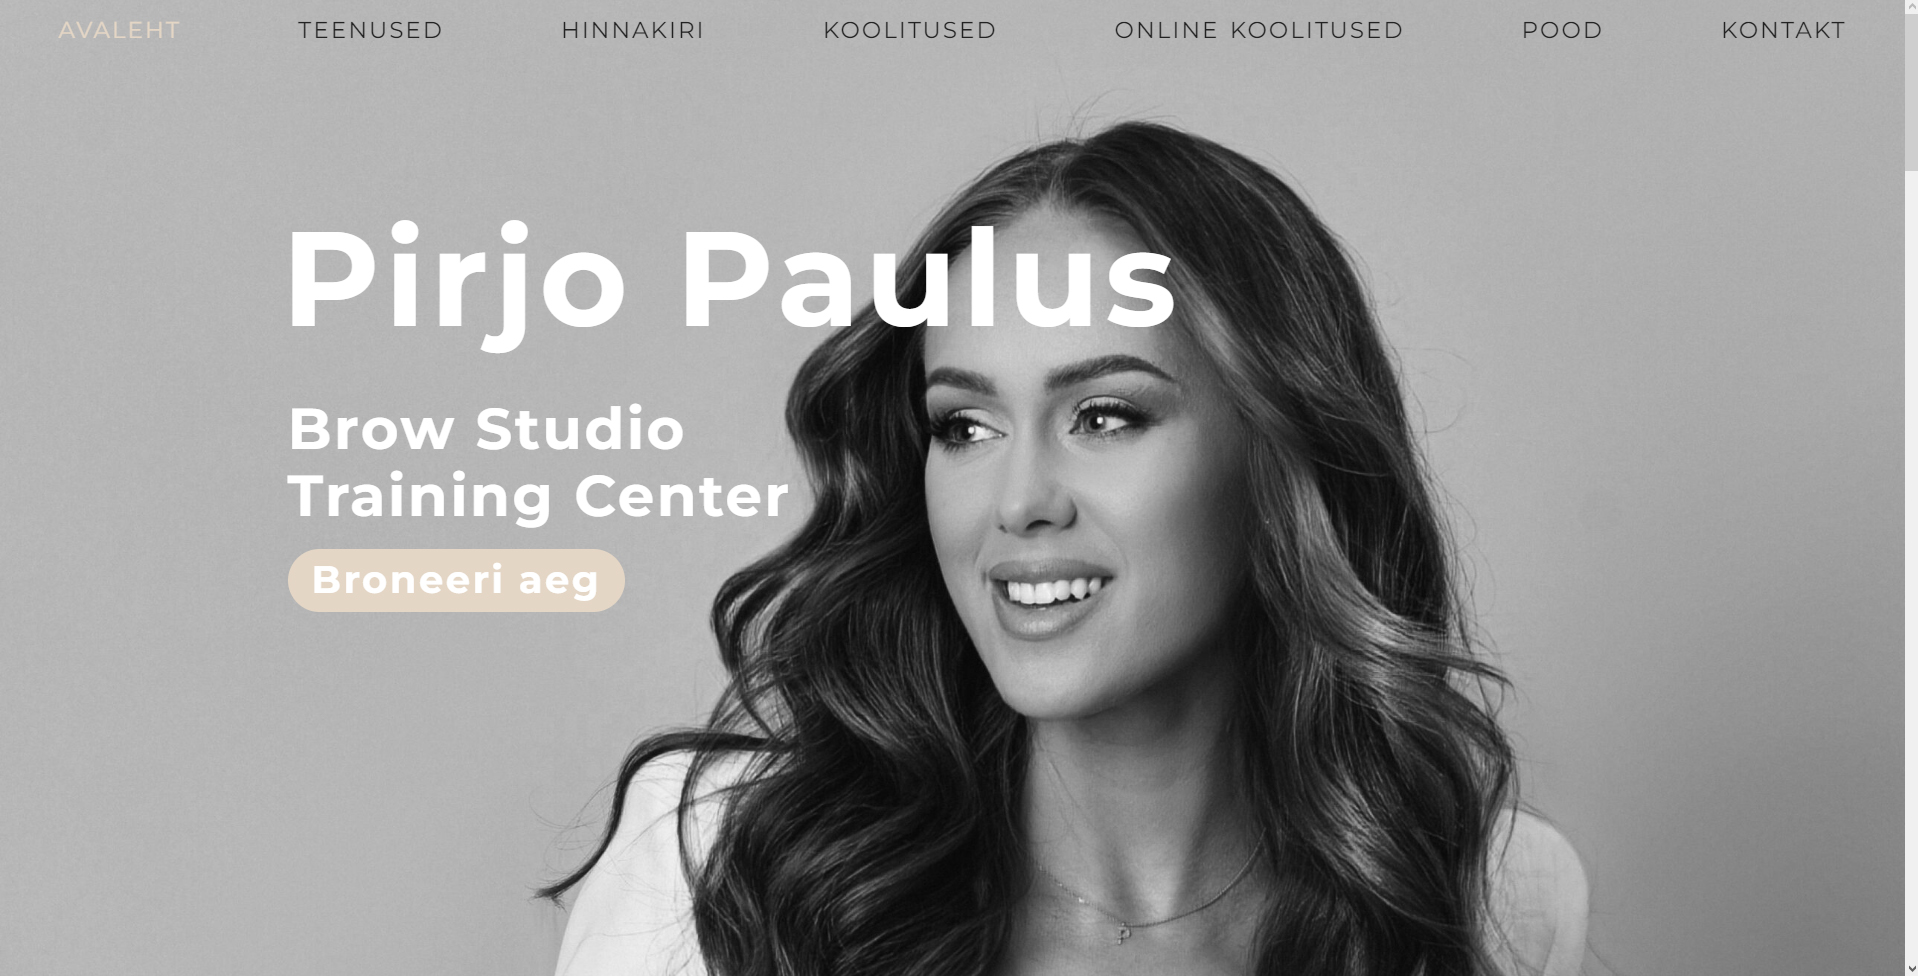 AVALEHT TEENUSED HINNAKIRI KOOLITUSED ONLINE KOOLITUSED POOD KONTAKT
Pirjo Paulus
Brow Studio
Training Center
Broneeri aeg
P